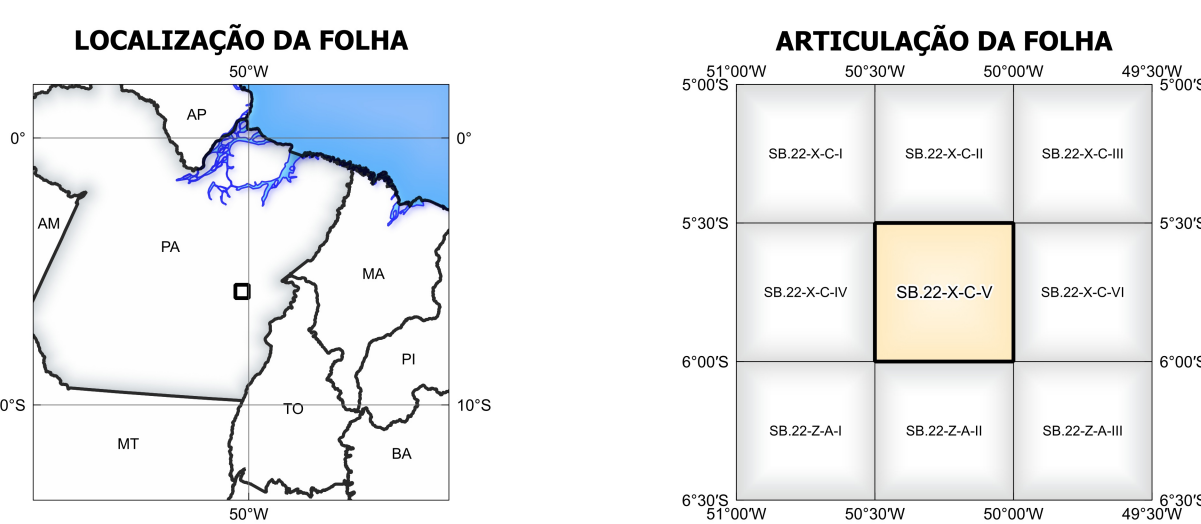 LOCALIZAÇÃO DA FOLHA
50°W
AP
0°
0°
AM
PA
MA
PI
0°S
TO
10°S
MT
BA
50°W
ARTICULAÇÃO DA FOLHA
51°00'W 50°30'W 50°00'W 49°30'W
5°00'S 5°00'S
SB.22-X-C-I SB.22-X-C-II SB.22-X-C-III
5°30'S 5°30'S
SB.22-X-C-IV SB.22-X-C-V SB.22-X-C-VI
6°00'S 6°00'S
SB.22-Z-A-I SB.22-Z-A-II SB.22-Z-A-III
6°30'S 6°30'S
51°00'W 50°30'W 50°00'W 49°30'W